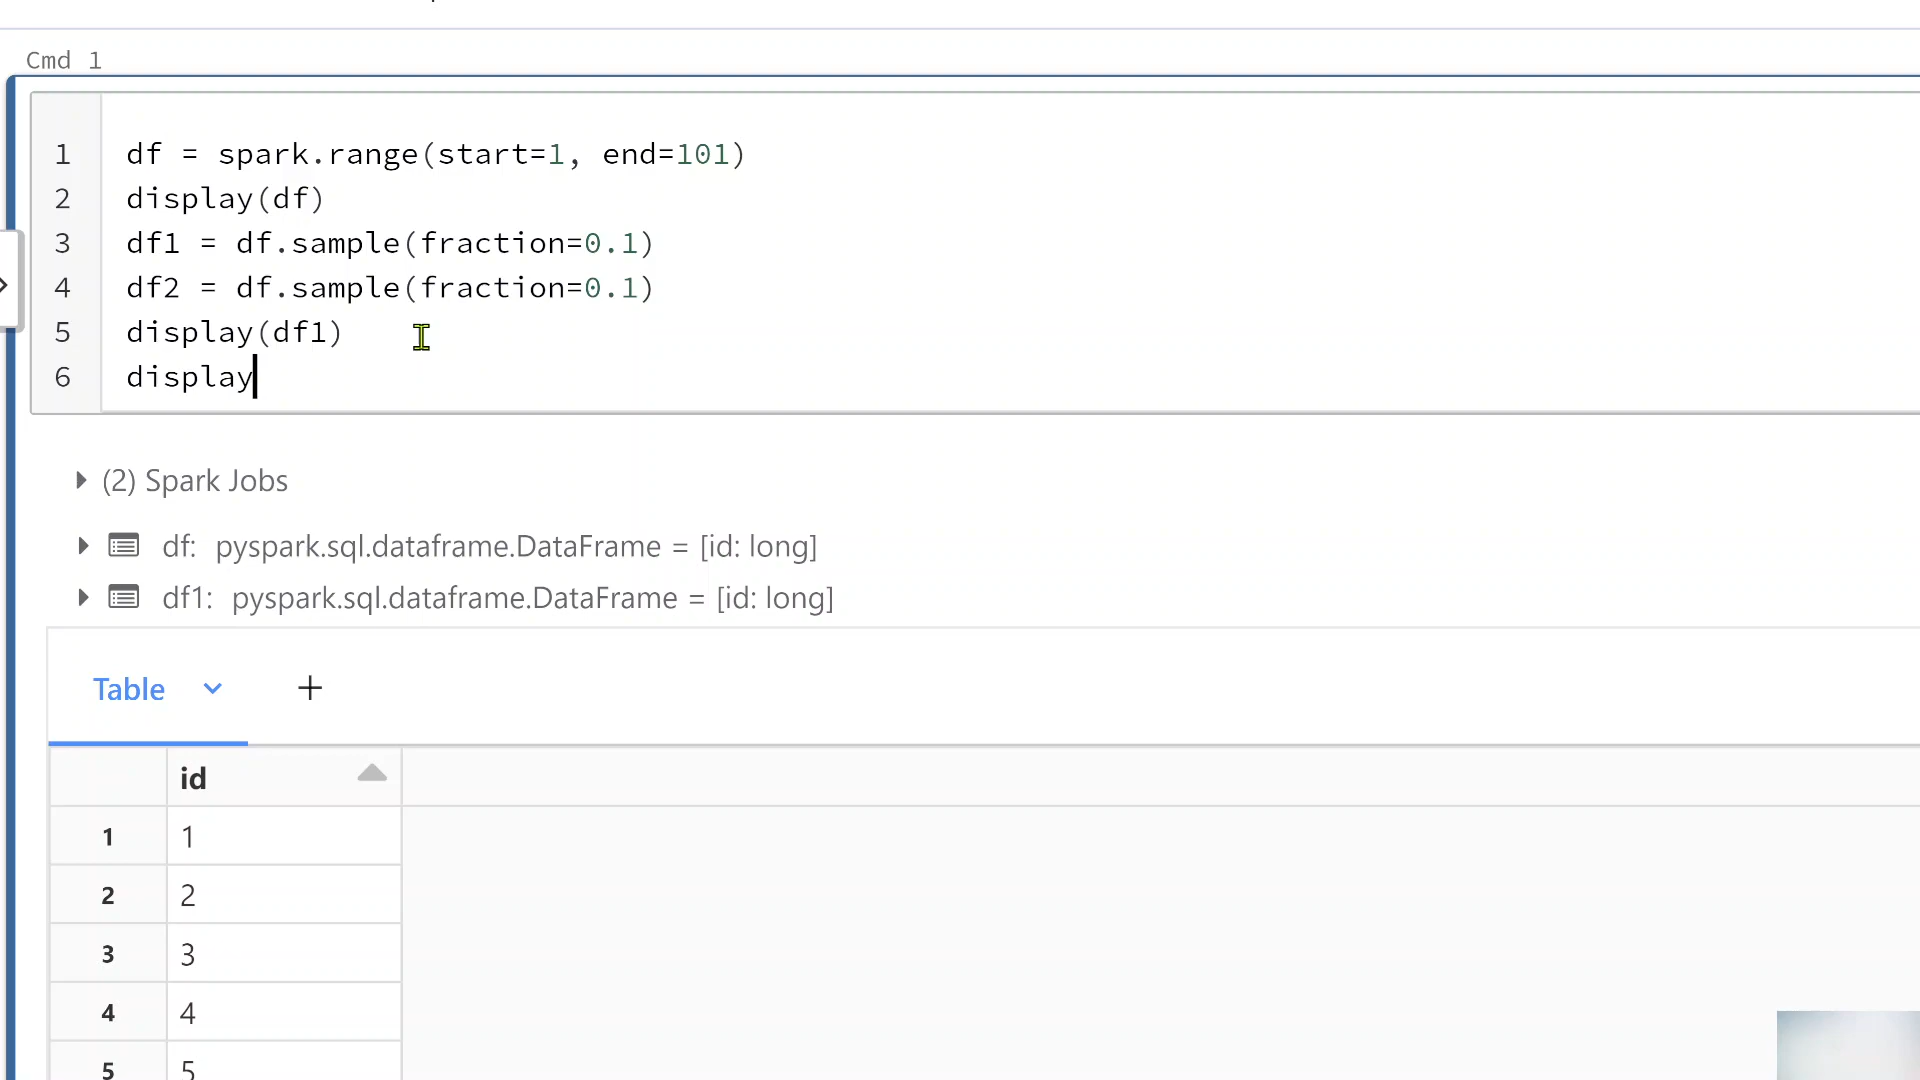 Cmd 1
1 df = spark.range(start=1, end=101)
2 display(df)
3 df1 = df.sample(fraction=0.1)
4 df2 = df.sample(fraction=0.1)
5 display(df1)
6 display
(2) Spark Jobs
df: pyspark.sql.dataframe.DataFrame = [id: long]
df1: pyspark.sql.dataframe.DataFrame = [id: long]
Table +
id
1 1
2 2
3 3
4 4
5 5